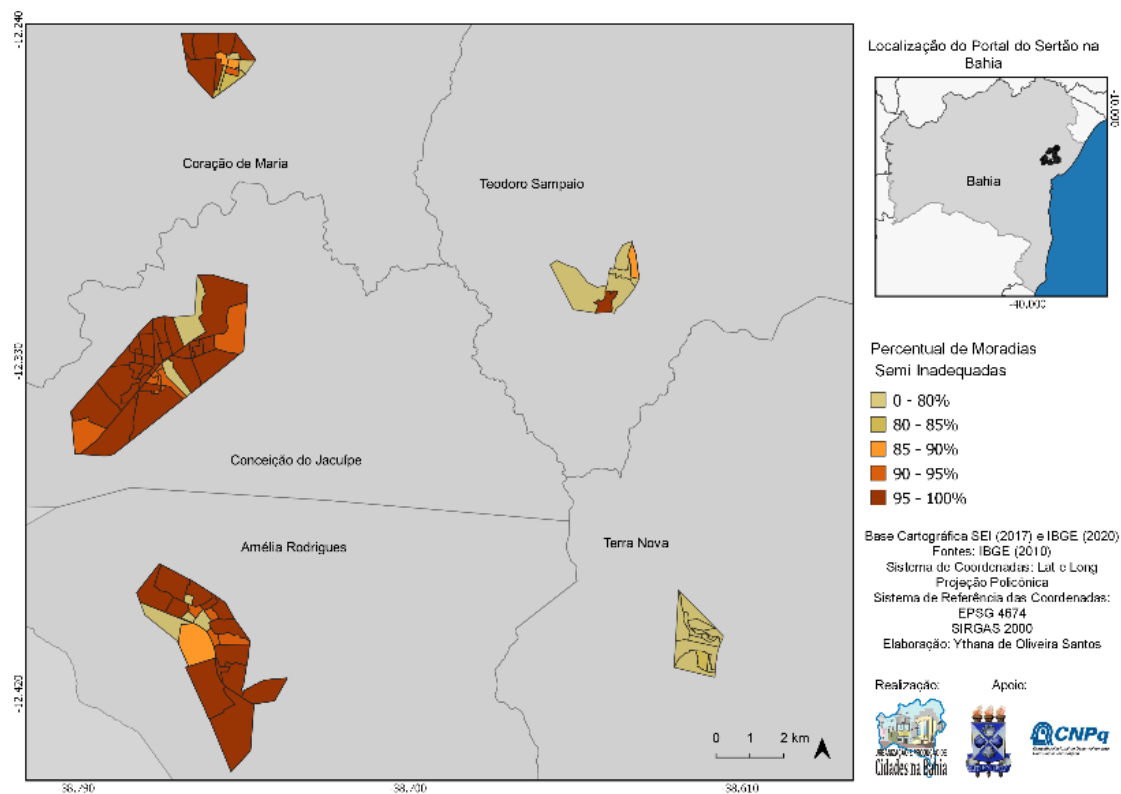 -12.240
-12.330
-12.420
38.790
38.700
38.610
Coração de Maria
Teodoro Sampaio
Conceição do Jacuípe
Amélia Rodrigues
Terra Nova
0 1 2 km
Localização do Portal do Sertão na
Bahia
Bahia
-10.000
-40.000
Percentual de Moradias
Semi Inadequadas
0 - 80%
80 - 85%
85 - 90%
90 - 95%
95 - 100%
Base Cartográfica SEI (2017) e IBGE (2020)
Fontes: IBGE (2010)
Sistema de Coordenadas: Lat e Long
Projeção Policônica
Sistema de Referência das Coordenadas:
EPSG 4674
SIRGAS 2000
Elaboração: Ythana de Oliveira Santos
Realização: Apoio:
URBANIZAÇÃO E PRODUÇÃO DE
Cidades na Bahia
CNPq